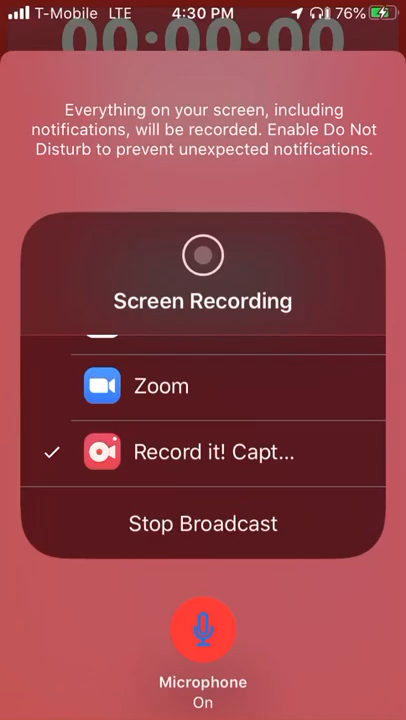 T-Mobile LTE 4:30 PM 76%
00:00:00
Everything on your screen, including
notifications, will be recorded. Enable Do Not
Disturb to prevent unexpected notifications.
Screen Recording
Zoom
Record it! Capt...
Stop Broadcast
Microphone
On